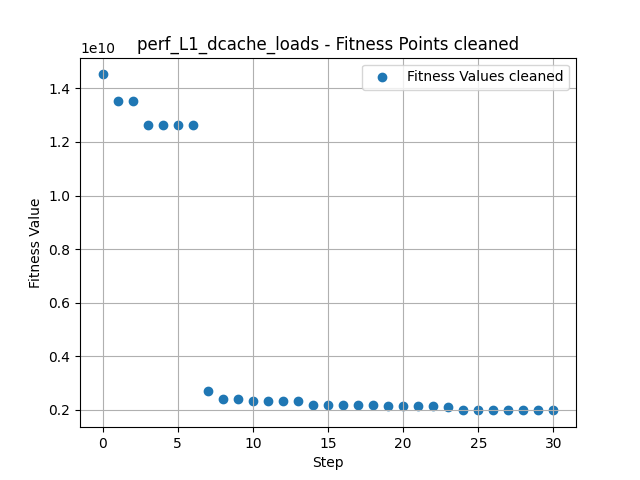 perf_L1_dcache_loads - Fitness Points cleaned
1e10
Fitness Values cleaned
1.4
1.2
1.0
0.8
0.6
0.4
0.2
Fitness Value
0 5 10 15 20 25 30
Step